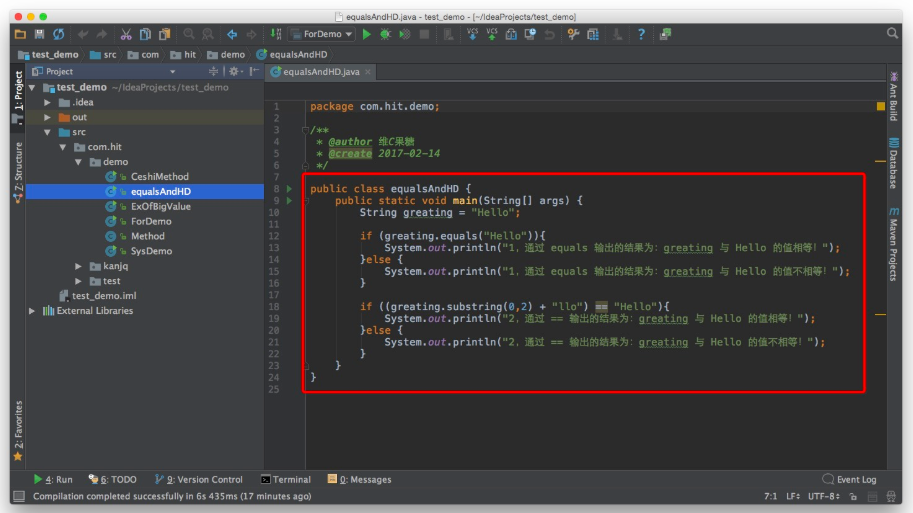 equalsAndHD.java - test_demo - [~/IdeaProjects/test_demo]
ForDemo
VCS VCS
test_demo src com hit demo equalsAndHD
Project
equalsAndHD.java
1: Project
Z: Structure
2: Favorites
test_demo ~/IdeaProjects/test_demo
.idea
out
src
com.hit
demo
CeshiMethod
equalsAndHD
ExOfBigValue
ForDemo
Method
SysDemo
kanjq
test
test_demo.iml
External Libraries
1 package com.hit.demo;
2
3 /**
4 * @author 维C果糖
5 * @create 2017-02-14
6 */
7
8 public class equalsAndHD {
9 public static void main(String[] args) {
10 String greating = "Hello";
11
12 if (greating.equals("Hello")){
13 System.out.println("1，通过 equals 输出的结果为：greating 与 Hello 的值相等！");
14 }else {
15 System.out.println("1，通过 equals 输出的结果为：greating 与 Hello 的值不相等！");
16 }
17
18 if ((greating.substring(0,2) + "llo") == "Hello"){
19 System.out.println("2，通过 == 输出的结果为：greating 与 Hello 的值相等！");
20 }else {
21 System.out.println("2，通过 == 输出的结果为：greating 与 Hello 的值不相等！");
22 }
23 }
24 }
25
Ant Build
Database
Maven Projects
4: Run 6: TODO 9: Version Control Terminal 0: Messages Event Log
Compilation completed successfully in 6s 435ms (17 minutes ago) 7:1 LF UTF-8